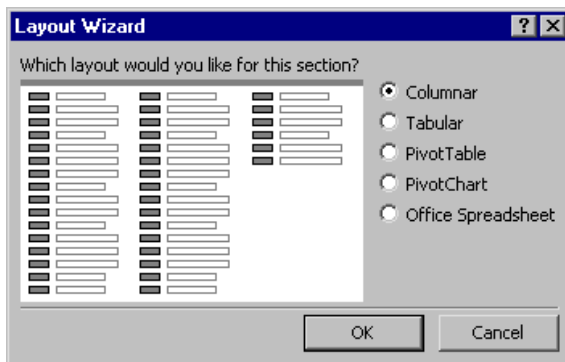 Layout Wizard
Which layout would you like for this section?
Columnar
Tabular
PivotTable
PivotChart
Office Spreadsheet
OK
Cancel